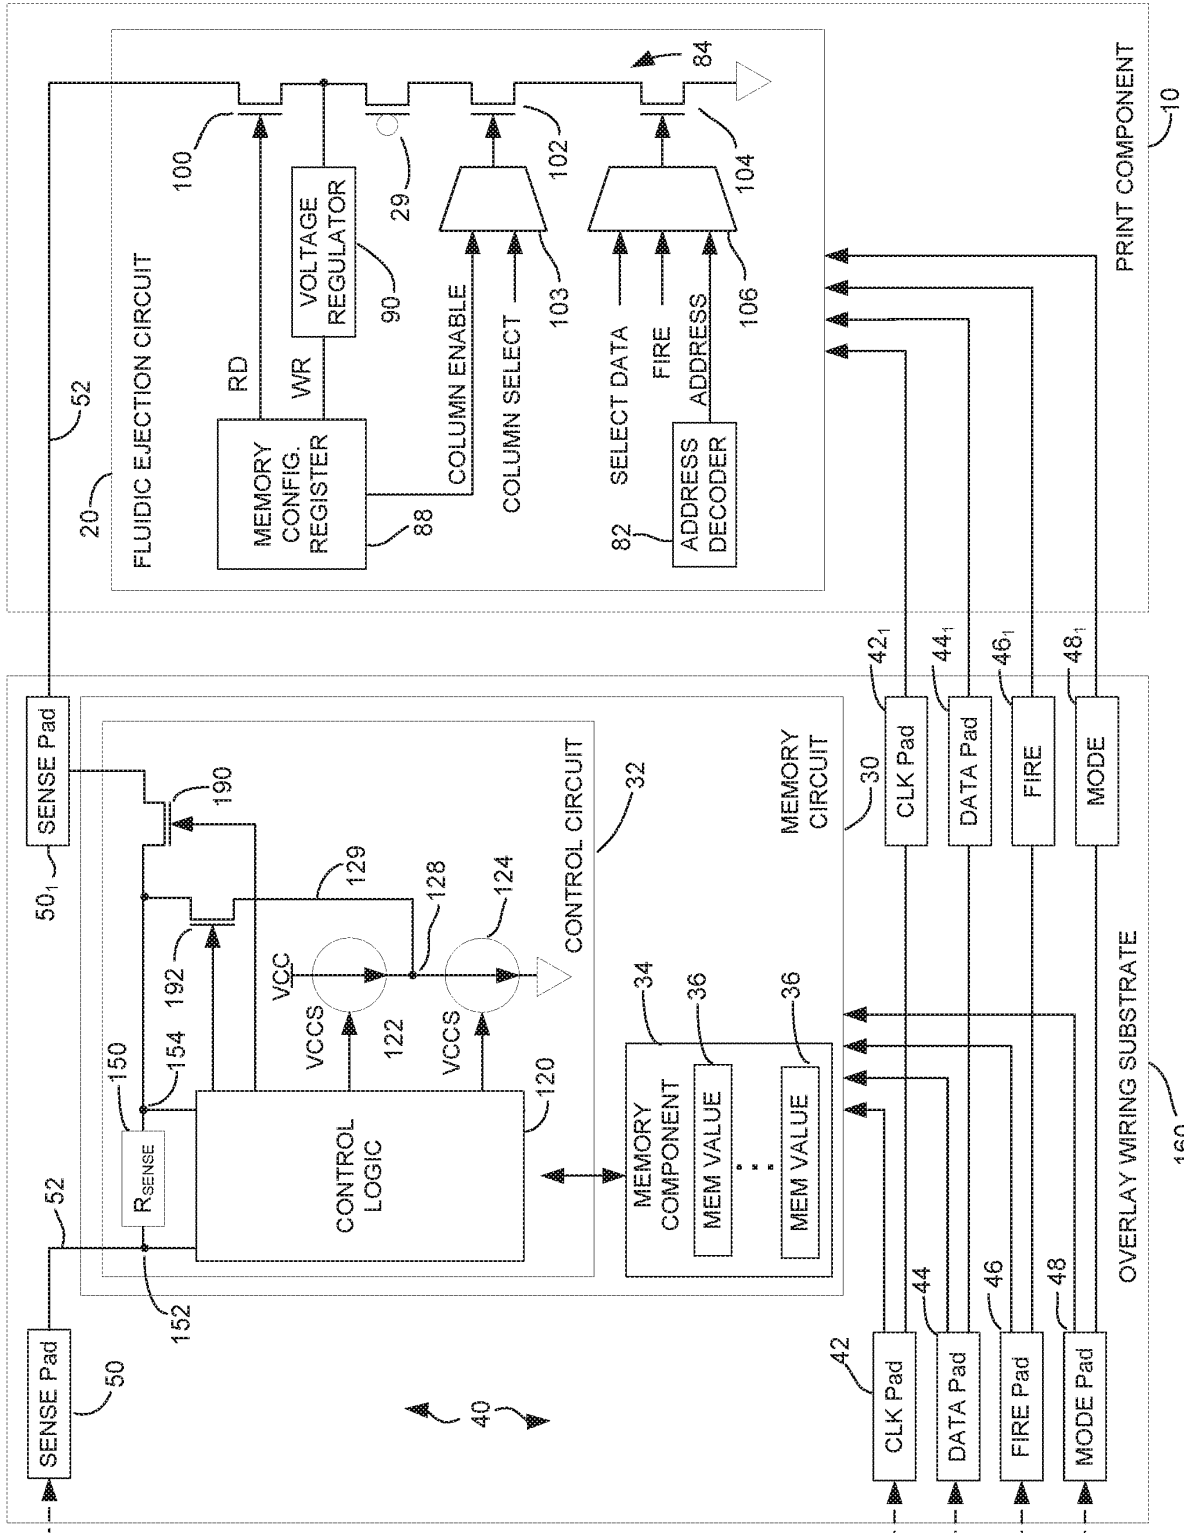 SENSE Pad
50
52
152
RSENSE
150
154
CONTROL
LOGIC
120
192
190
VCC
VCCS
122
VCCS
124
128
129
SENSE Pad
501
CONTROL CIRCUIT
32
MEMORY
COMPONENT
34
MEM VALUE
36
MEM VALUE
36
MEMORY
CIRCUIT
30
40
CLK Pad
42
DATA Pad
44
FIRE Pad
46
MODE Pad
48
CLK Pad
421
DATA Pad
441
FIRE
461
MODE
481
OVERLAY WIRING SUBSTRATE
160
52
20
FLUIDIC EJECTION CIRCUIT
MEMORY
CONFIG.
REGISTER
88
RD
WR
VOLTAGE
REGULATOR
90
100
29
COLUMN ENABLE
COLUMN SELECT
103
102
SELECT DATA
FIRE
ADDRESS
106
104
84
82
ADDRESS
DECODER
PRINT COMPONENT
10